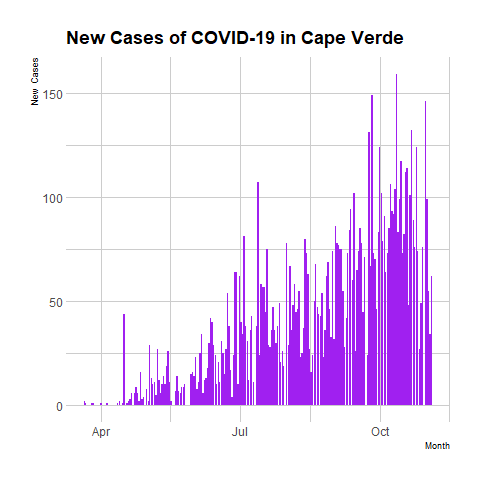 New Cases of COVID-19 in Cape Verde
New Cases
150
100
50
0
Apr
Jul
Oct
Month